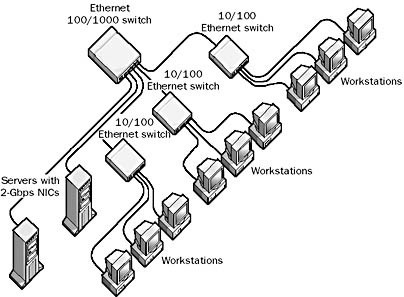 Ethernet
100/1000 switch
10/100
Ethernet switch
10/100
Ethernet switch
10/100
Ethernet switch
Workstations
Workstations
Workstations
Servers with
2-Gbps NICs